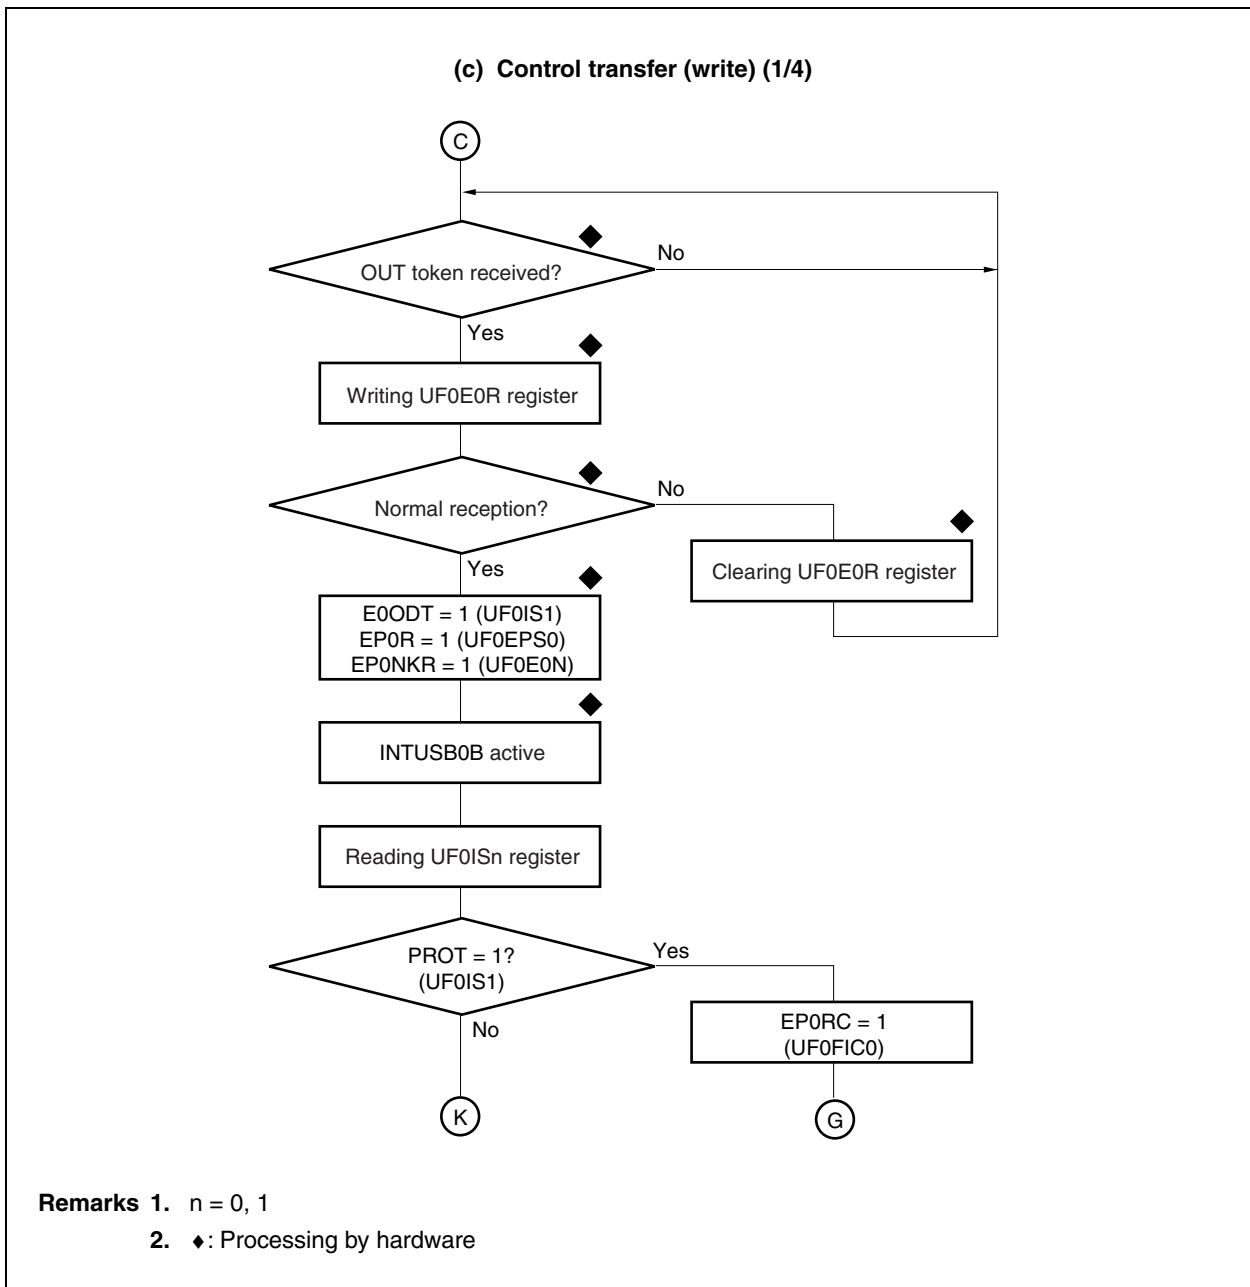 (c) Control transfer (write) (1/4)
C
OUT token received?
No
Yes
Writing UF0E0R register
Normal reception?
No
Yes
Clearing UF0E0R register
E0ODT = 1 (UF0IS1)
EP0R = 1 (UF0EPS0)
EP0NKR = 1 (UF0E0N)
INTUSB0B active
Reading UF0ISn register
PROT = 1?
(UF0IS1)
Yes
No
EP0RC = 1
(UF0FIC0)
K
G
Remarks 1. n = 0, 1
2. ♦: Processing by hardware